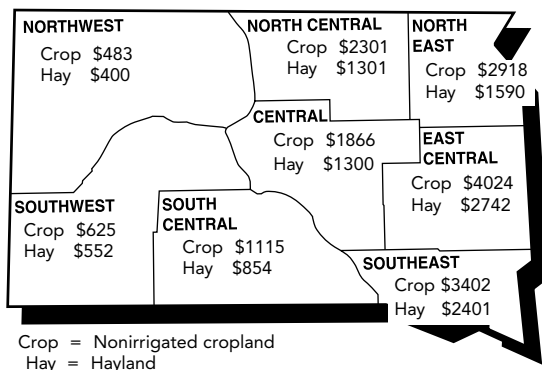 NORTHWEST
Crop $483
Hay $400
NORTH CENTRAL
Crop $2301
Hay $1301
NORTH
EAST
Crop $2918
Hay $1590
CENTRAL
Crop $1866
Hay $1300
EAST
CENTRAL
Crop $4024
Hay $2742
SOUTHWEST
Crop $625
Hay $552
SOUTH
CENTRAL
Crop $1115
Hay $854
SOUTHEAST
Crop $3402
Hay $2401
Crop = Nonirrigated cropland
Hay = Hayland